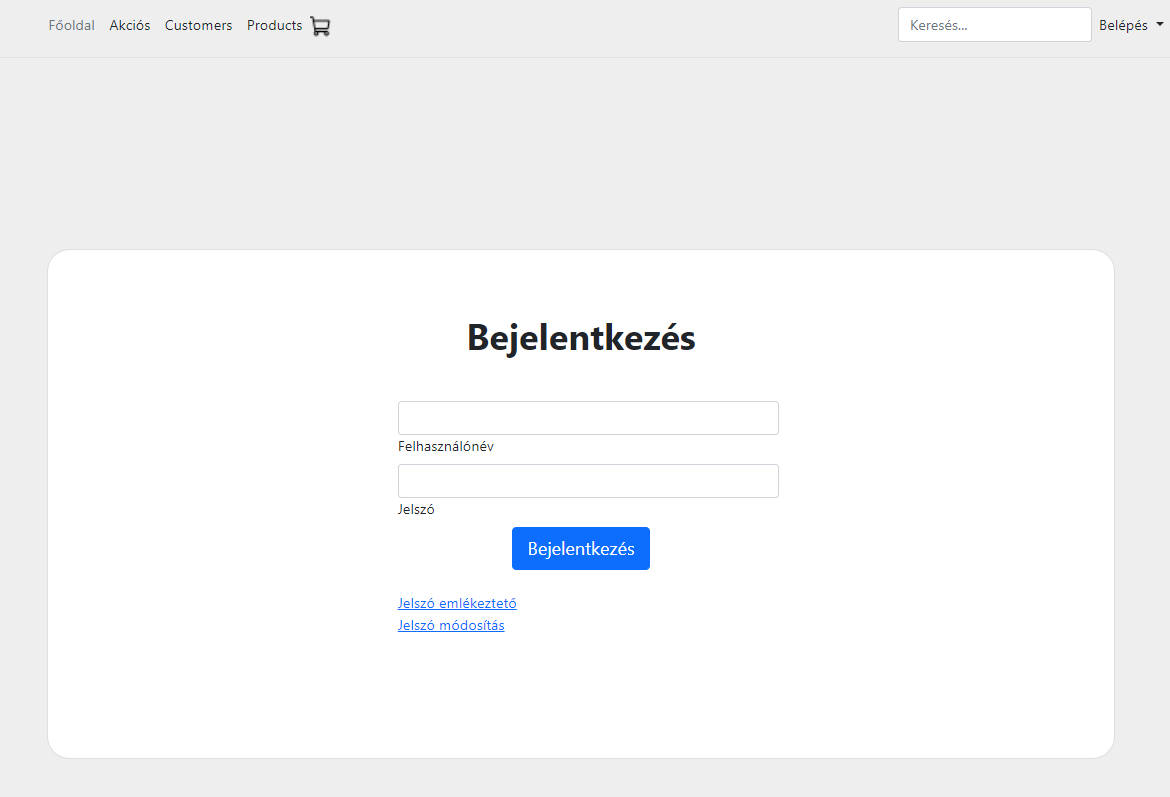 Főoldal Akciós Customers Products Keresés... Belépés
Bejelentkezés
Felhasználónév
Jelszó
Bejelentkezés
Jelszó emlékeztető
Jelszó módosítás